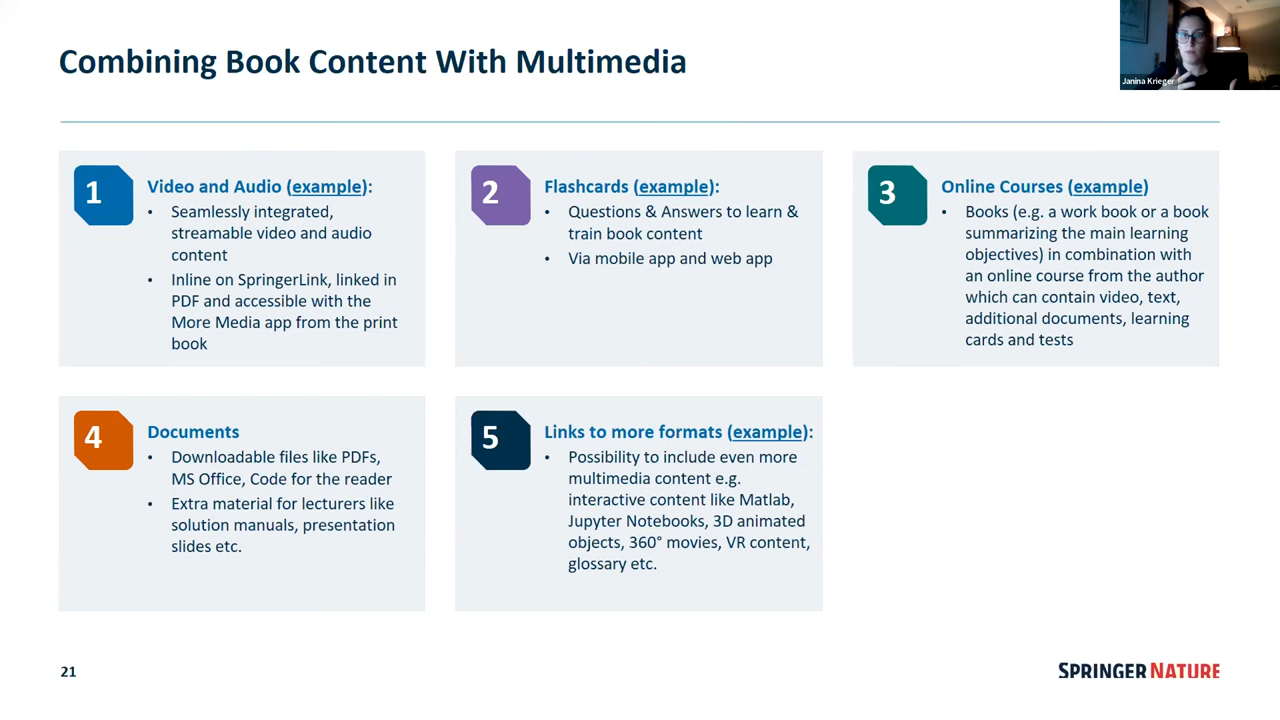 Combining Book Content With Multimedia
Janina Krieger
1
Video and Audio (example):
• Seamlessly integrated,
streamable video and audio
content
• Inline on SpringerLink, linked in
PDF and accessible with the
More Media app from the print
book
2
Flashcards (example):
• Questions & Answers to learn &
train book content
• Via mobile app and web app
3
Online Courses (example)
• Books (e.g. a work book or a book
summarizing the main learning
objectives) in combination with
an online course from the author
which can contain video, text,
additional documents, learning
cards and tests
4
Documents
• Downloadable files like PDFs,
MS Office, Code for the reader
• Extra material for lecturers like
solution manuals, presentation
slides etc.
5
Links to more formats (example):
• Possibility to include even more
multimedia content e.g.
interactive content like Matlab,
Jupyter Notebooks, 3D animated
objects, 360° movies, VR content,
glossary etc.
21
SPRINGER NATURE